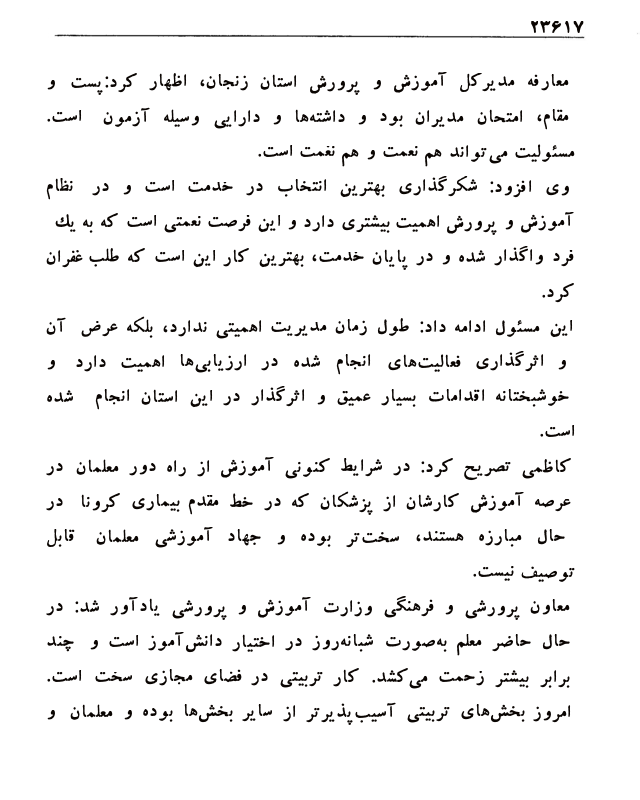 ۲۳۶۱۷
معارفه مدیرکل آموزش و پرورش استان زنجان، اظهار کرد:پست و
مقام، امتحان مدیران بود و داشته‌ها و دارایی وسیله آزمون است.
مسئولیت می‌تواند هم نعمت و هم نغمت است.
وی افزود: شکرگذاری بهترین انتخاب در خدمت است و در نظام
آموزش و پرورش اهمیت بیشتری دارد و این فرصت نعمتی است که به یك
فرد واگذار شده و در پایان خدمت، بهترین کار این است که طلب غفران
کرد.
این مسئول ادامه داد: طول زمان مدیریت اهمیتی ندارد، بلکه عرض آن
و اثرگذاری فعالیت‌های انجام شده در ارزیابی‌ها اهمیت دارد و
خوشبختانه اقدامات بسیار عمیق و اثرگذار در این استان انجام شده
است.
کاظمی تصریح کرد: در شرایط کنونی آموزش از راه دور معلمان در
عرصه آموزش کارشان از پزشکان که در خط مقدم بیماری کرونا در
حال مبارزه هستند، سخت‌تر بوده و جهاد آموزشی معلمان قابل
توصیف نیست.
معاون پرورشی و فرهنگی وزارت آموزش و پرورشی یادآور شد: در
حال حاضر معلم به‌صورت شبانه‌روز در اختیار دانش‌آموز است و چند
برابر بیشتر زحمت می‌کشد. کار تربیتی در فضای مجازی سخت است.
امروز بخش‌های تربیتی آسیب‌پذیرتر از سایر بخش‌ها بوده و معلمان و